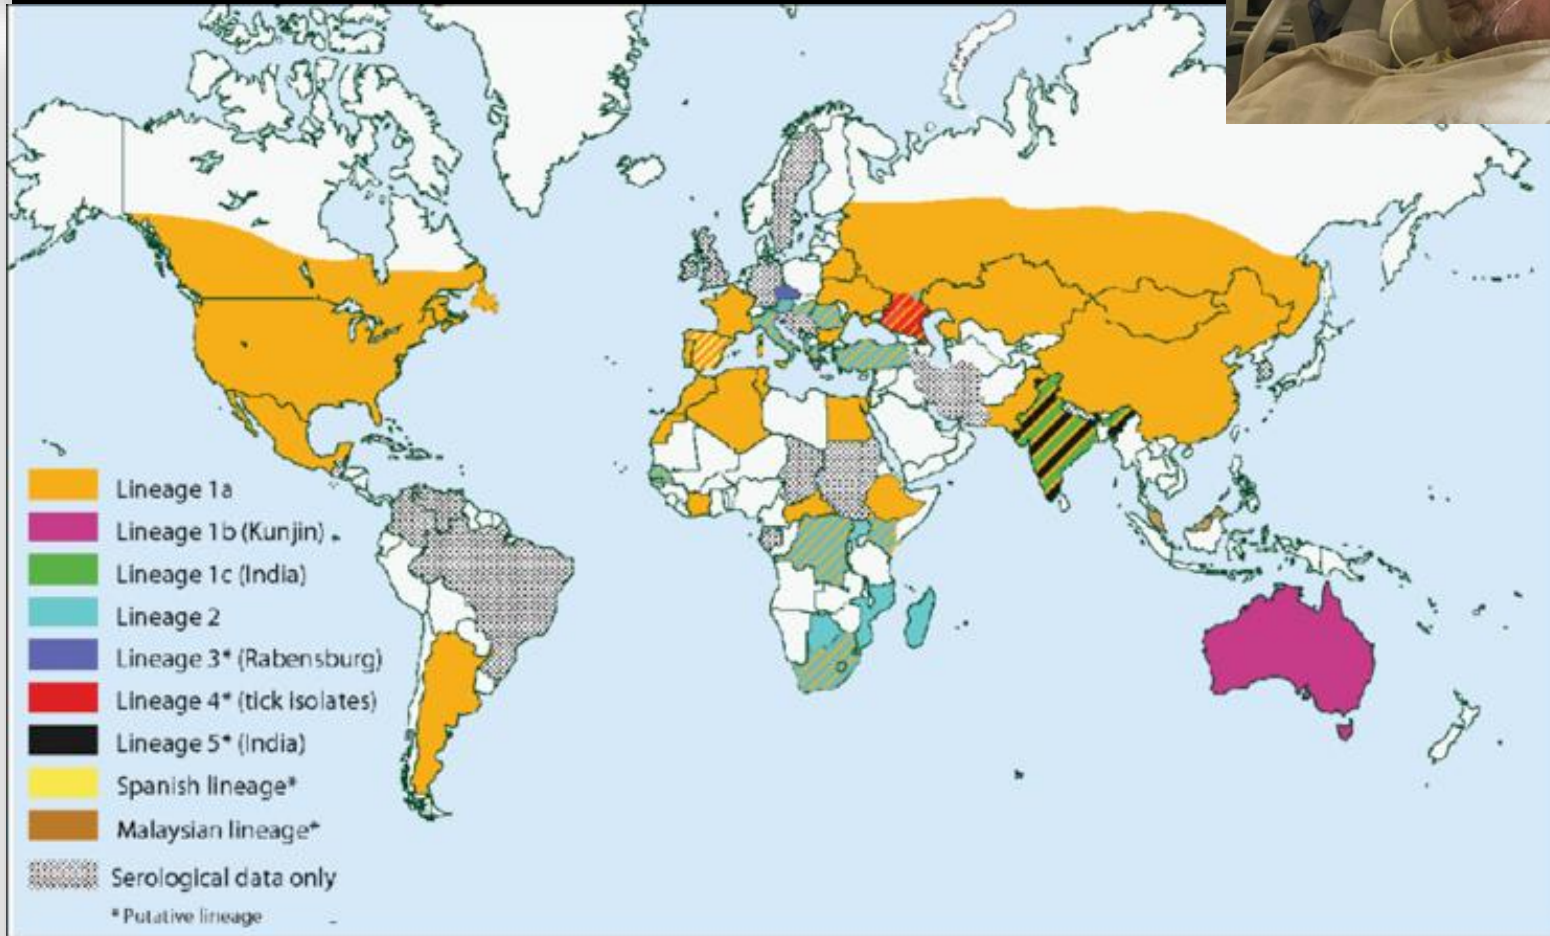 Lineage 1a
Lineage 1b (Kunjin)
Lineage 1c (India)
Lineage 2
Lineage 3* (Rabensburg)
Lineage 4* (tick isolates)
Lineage 5* (India)
Spanish lineage*
Malaysian lineage*
Serological data only
* Putative lineage